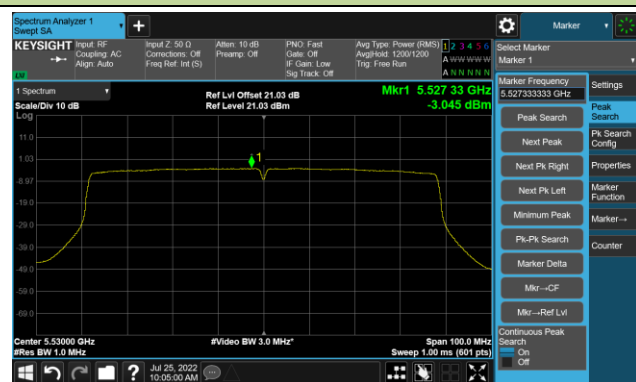 Spectrum Analyzer 1
Swept SA
+
Marker
KEYSIGHT
Input: RF
Coupling: AC
Align: Auto
Input Z: 50 Ω
Corrections: Off
Freq Ref: Int (S)
Atten: 10 dB
Preamp: Off
PNO: Fast
Gate: Off
IF Gain: Low
Sig Track: Off
Avg Type: Power (RMS)
Avg|Hold: 1200/1200
Trig: Free Run
1 2 3 4 5 6
A W W W W W
A N N N N N
LW
Select Marker
Marker 1
1 Spectrum
Scale/Div 10 dB
Log
Ref Lvl Offset 21.03 dB
Ref Level 21.03 dBm
Mkr1 5.527 33 GHz
-3.045 dBm
11.0
1.03
-8.97
-19.0
-29.0
-39.0
-49.0
-59.0
-69.0
1
Center 5.53000 GHz
#Res BW 1.0 MHz
#Video BW 3.0 MHz*
Span 100.0 MHz
Sweep 1.00 ms (601 pts)
Marker Frequency
5.527333333 GHz
Peak Search
Next Peak
Next Pk Right
Next Pk Left
Minimum Peak
Pk-Pk Search
Marker Delta
Mkr→CF
Mkr→Ref Lvl
Continuous Peak
Search
On
Off
Settings
Peak
Search
Pk Search
Config
Properties
Marker
Function
Marker→
Counter
?
Jul 25, 2022
10:05:00 AM